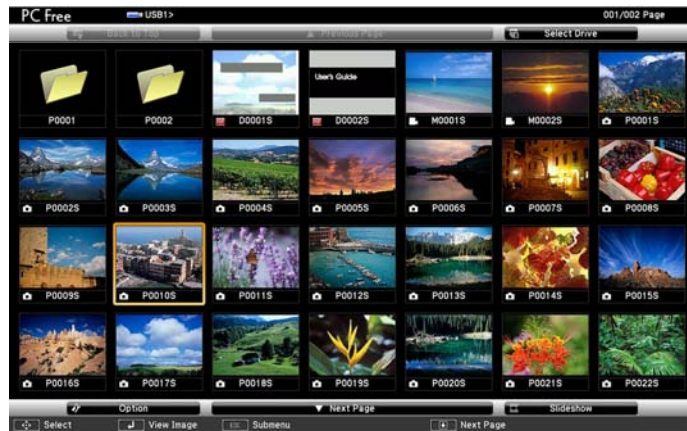 PC Free USB1> 001/002 Page
Back to Top Previous Page Select Drive
User's Guide
P0001 P0002 D0001S D0002S M0001S M0002S P0001S
P0002S P0003S P0004S P0005S P0006S P0007S P0008S
P0009S P0010S P0011S P0012S P0013S P0014S P0015S
P0016S P0017S P0018S P0019S P0020S P0021S P0022S
Option Next Page Slideshow
Select View Image Esc Submenu Next Page